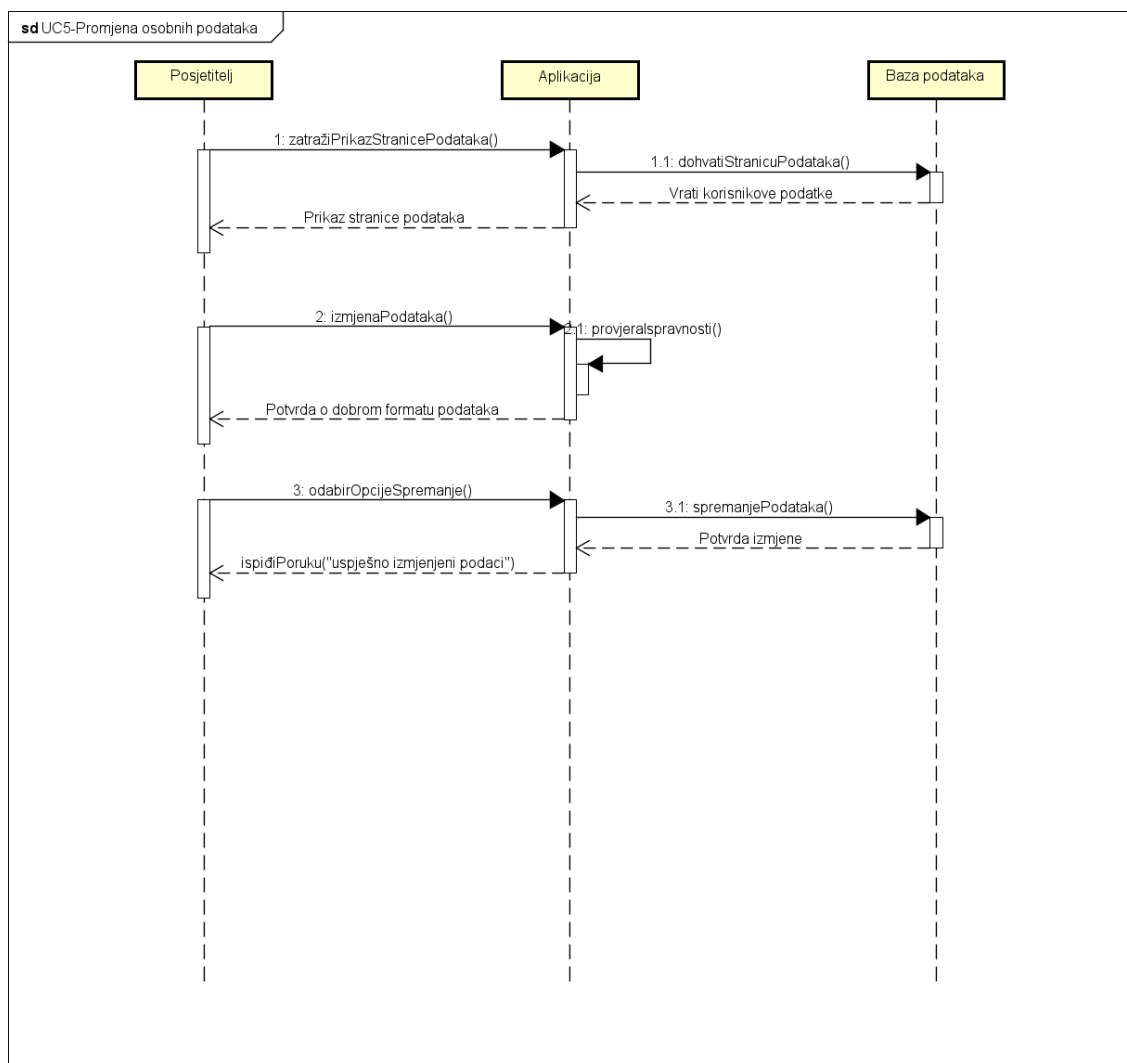 sd UC5-Promjena osobnih podataka
Posjetitelj
Aplikacija
Baza podataka
1: zatražiPrikazStranicePodataka()
1.1: dohvatiStranicuPodataka()
Vrati korisnikove podatke
Prikaz stranice podataka
2: izmjenaPodataka()
2.1: provjeraIspravnosti()
Potvrda o dobrom formatu podataka
3: odabirOpcijeSpremanje()
3.1: spremanjePodataka()
Potvrda izmjene
ispiđiPoruku("uspješno izmjenjeni podaci")